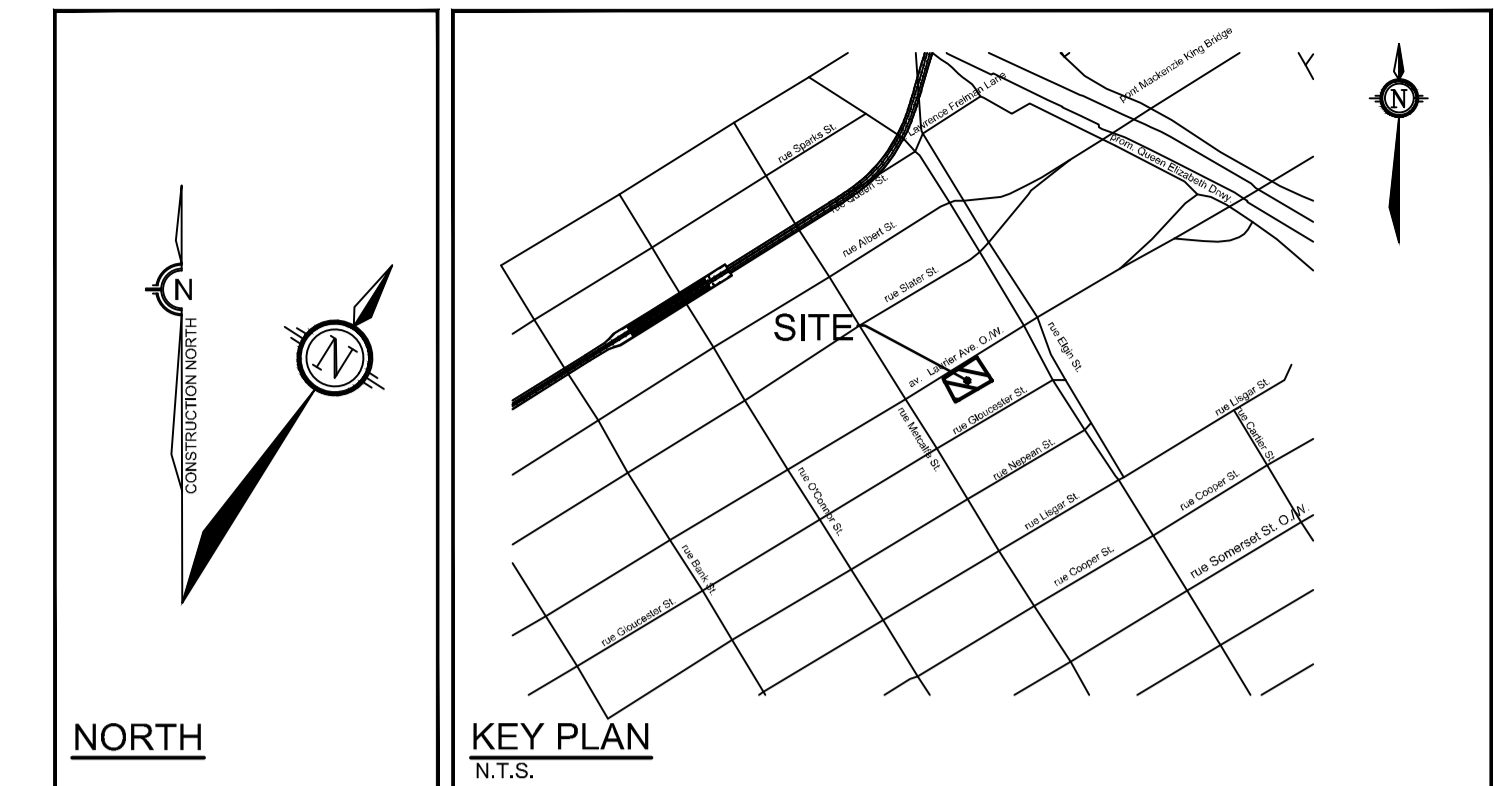 N
CONSTRUCTION NORTH
N
NORTH
N
pont Mackenzie King Bridge
Lawrence Freiman Lane
rue Sparks St.
prom. Queen Elizabeth Drwy
rue Queen St.
rue Albert St.
rue Slater St.
SITE
av. Laurier Ave. O./W.
rue Elgin St.
rue Gloucester St.
rue Metcalfe St.
rue Lisgar St.
rue Cartier St.
rue Nepean St.
rue O'Connor St.
rue Lisgar St.
rue Cooper St.
rue Somerset St. O./W.
rue Cooper St.
rue Bank St.
rue Gloucester St.
KEY PLAN
N.T.S.